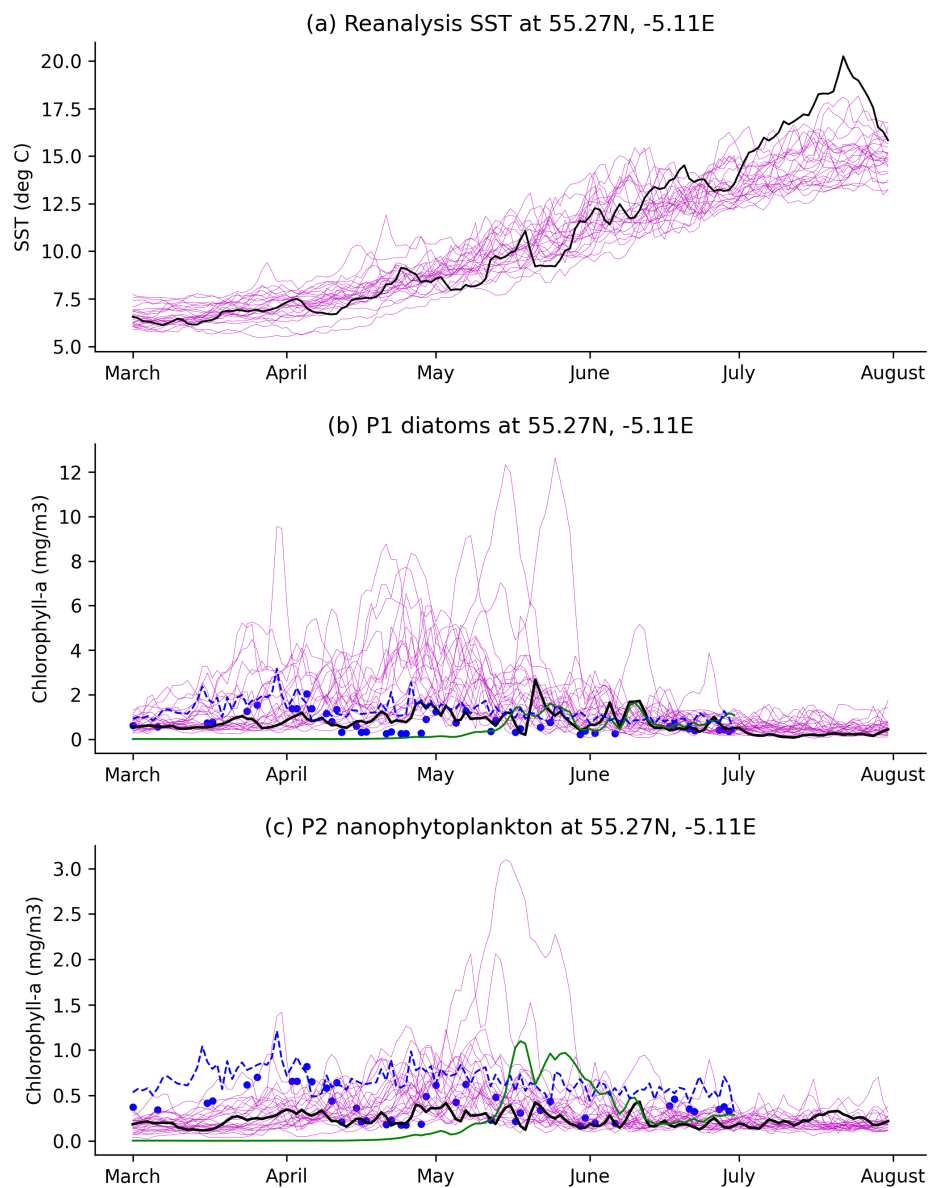 (a) Reanalysis SST at 55.27N, -5.11E
SST (deg C)
20.0
17.5
15.0
12.5
10.0
7.5
5.0
March April May June July August
(b) P1 diatoms at 55.27N, -5.11E
Chlorophyll-a (mg/m3)
12
10
8
6
4
2
0
March April May June July August
(c) P2 nanophytoplankton at 55.27N, -5.11E
Chlorophyll-a (mg/m3)
3.0
2.5
2.0
1.5
1.0
0.5
0.0
March April May June July August